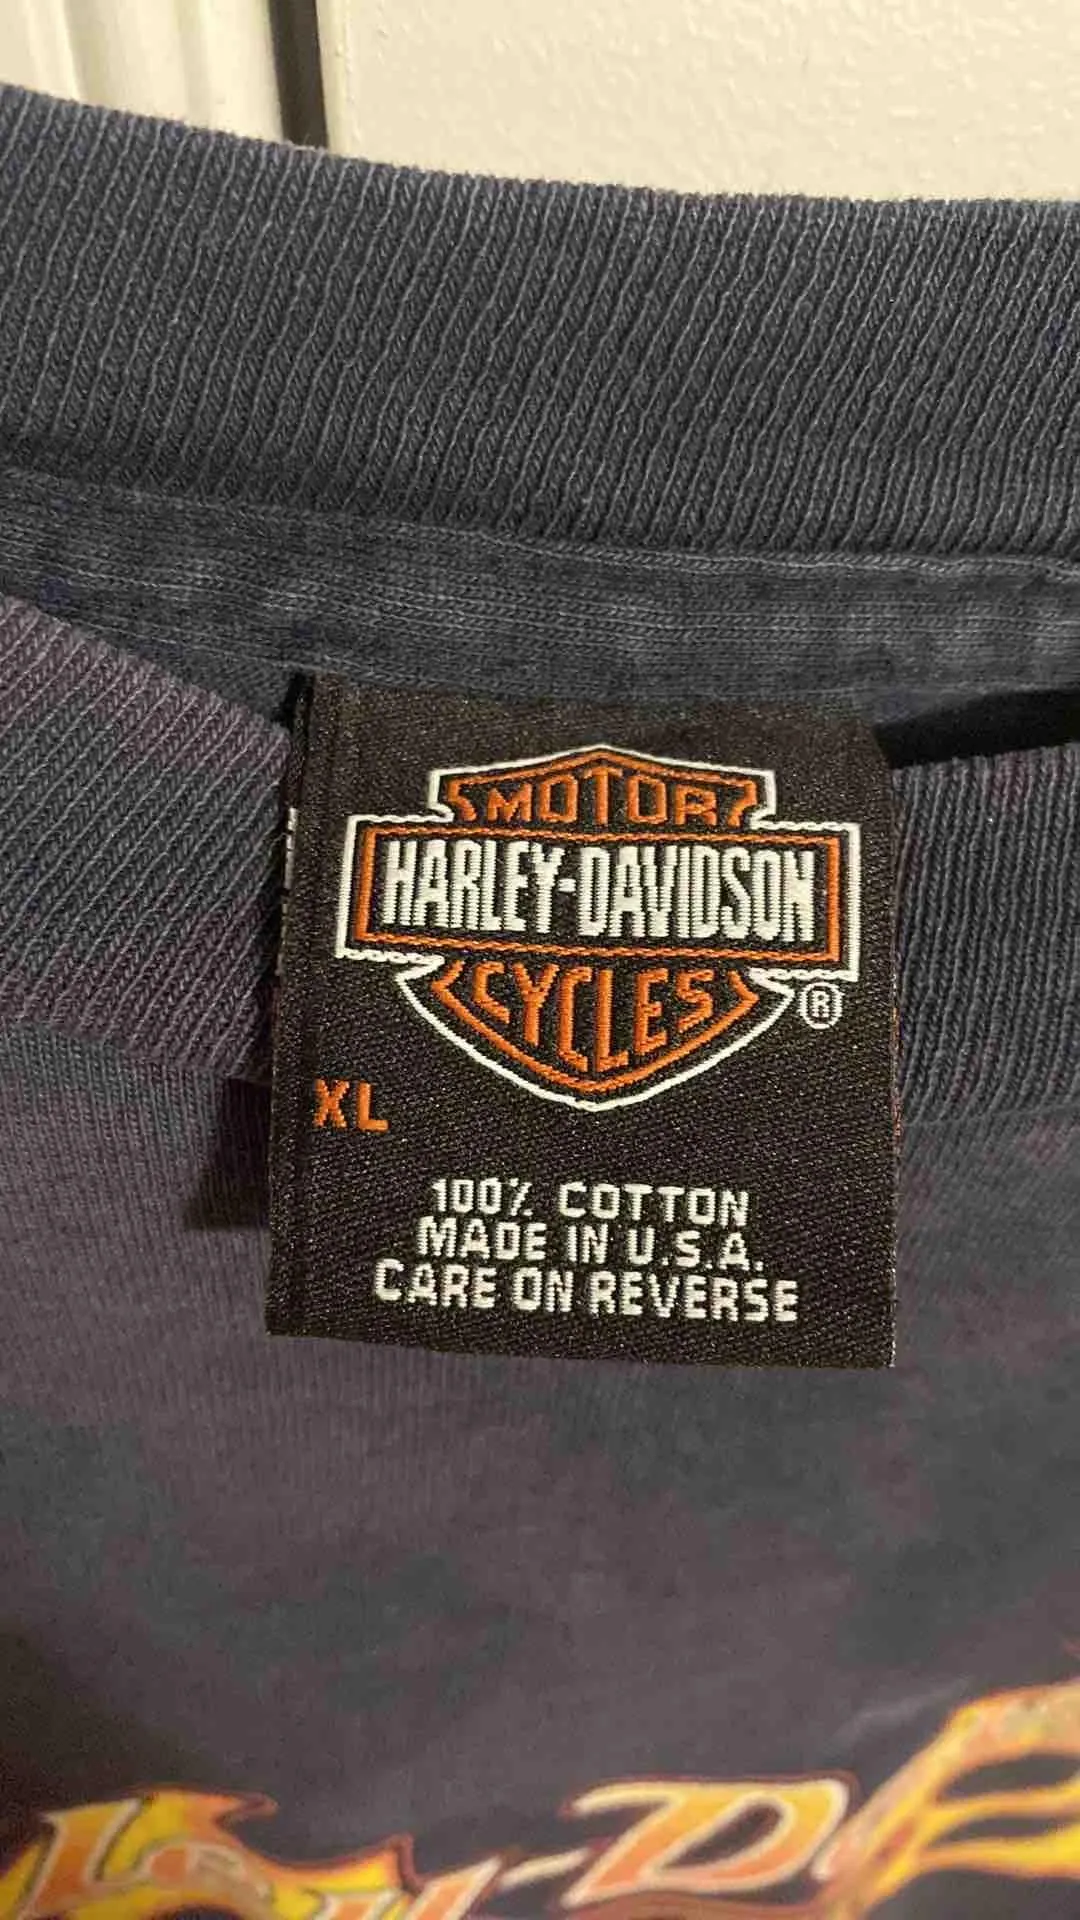 MOTOR
HARLEY-DAVIDSON
CYCLES
®
XL
100% COTTON
MADE IN U.S.A.
CARE ON REVERSE